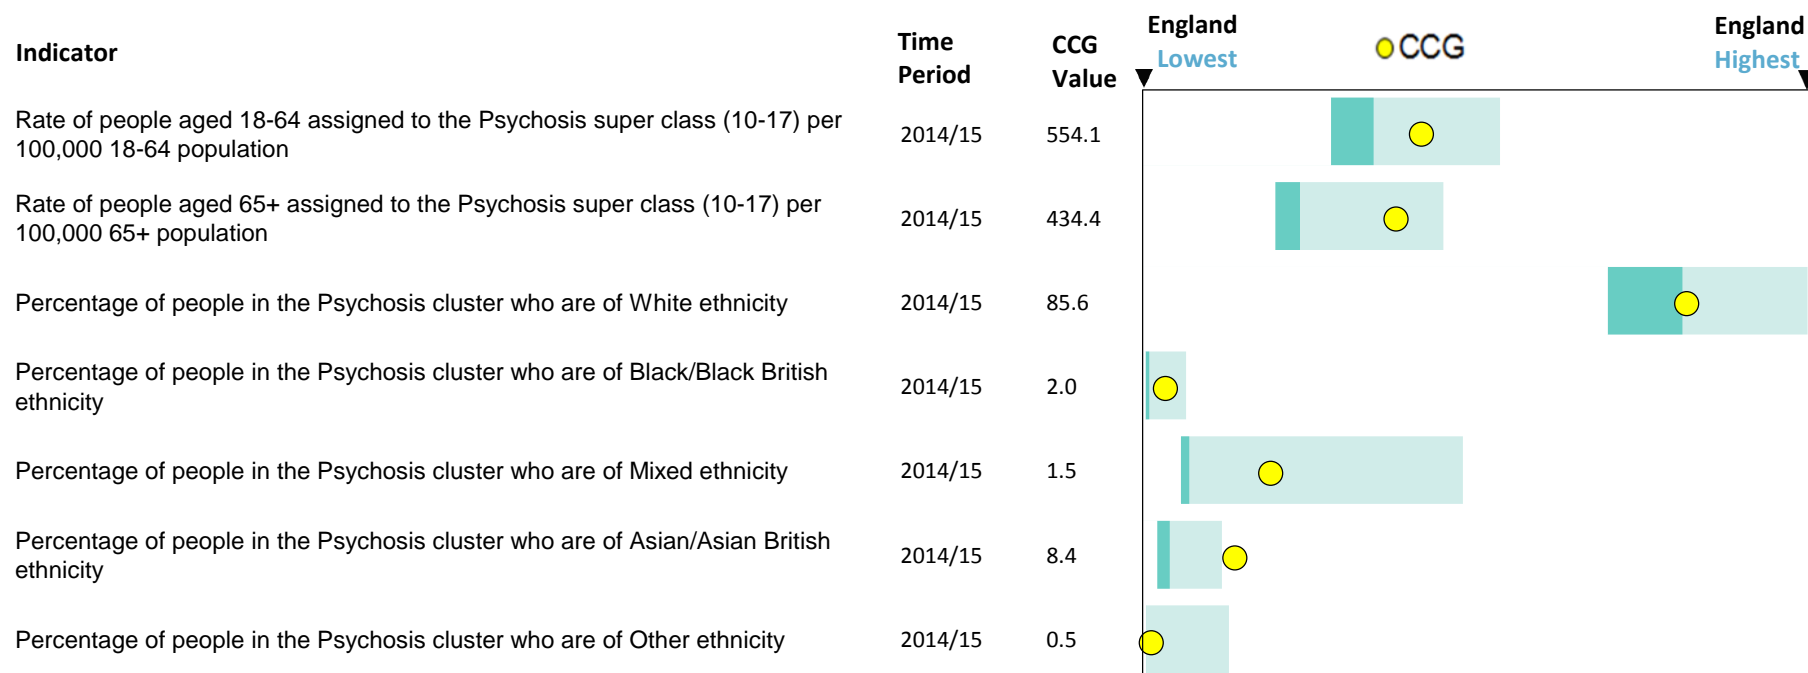 Indicator
Time
Period
CCG
Value
England
Lowest
CCG
England
Highest
Rate of people aged 18-64 assigned to the Psychosis super class (10-17) per
100,000 18-64 population
2014/15
554.1
Rate of people aged 65+ assigned to the Psychosis super class (10-17) per
100,000 65+ population
2014/15
434.4
Percentage of people in the Psychosis cluster who are of White ethnicity
2014/15
85.6
Percentage of people in the Psychosis cluster who are of Black/Black British
ethnicity
2014/15
2.0
Percentage of people in the Psychosis cluster who are of Mixed ethnicity
2014/15
1.5
Percentage of people in the Psychosis cluster who are of Asian/Asian British
ethnicity
2014/15
8.4
Percentage of people in the Psychosis cluster who are of Other ethnicity
2014/15
0.5